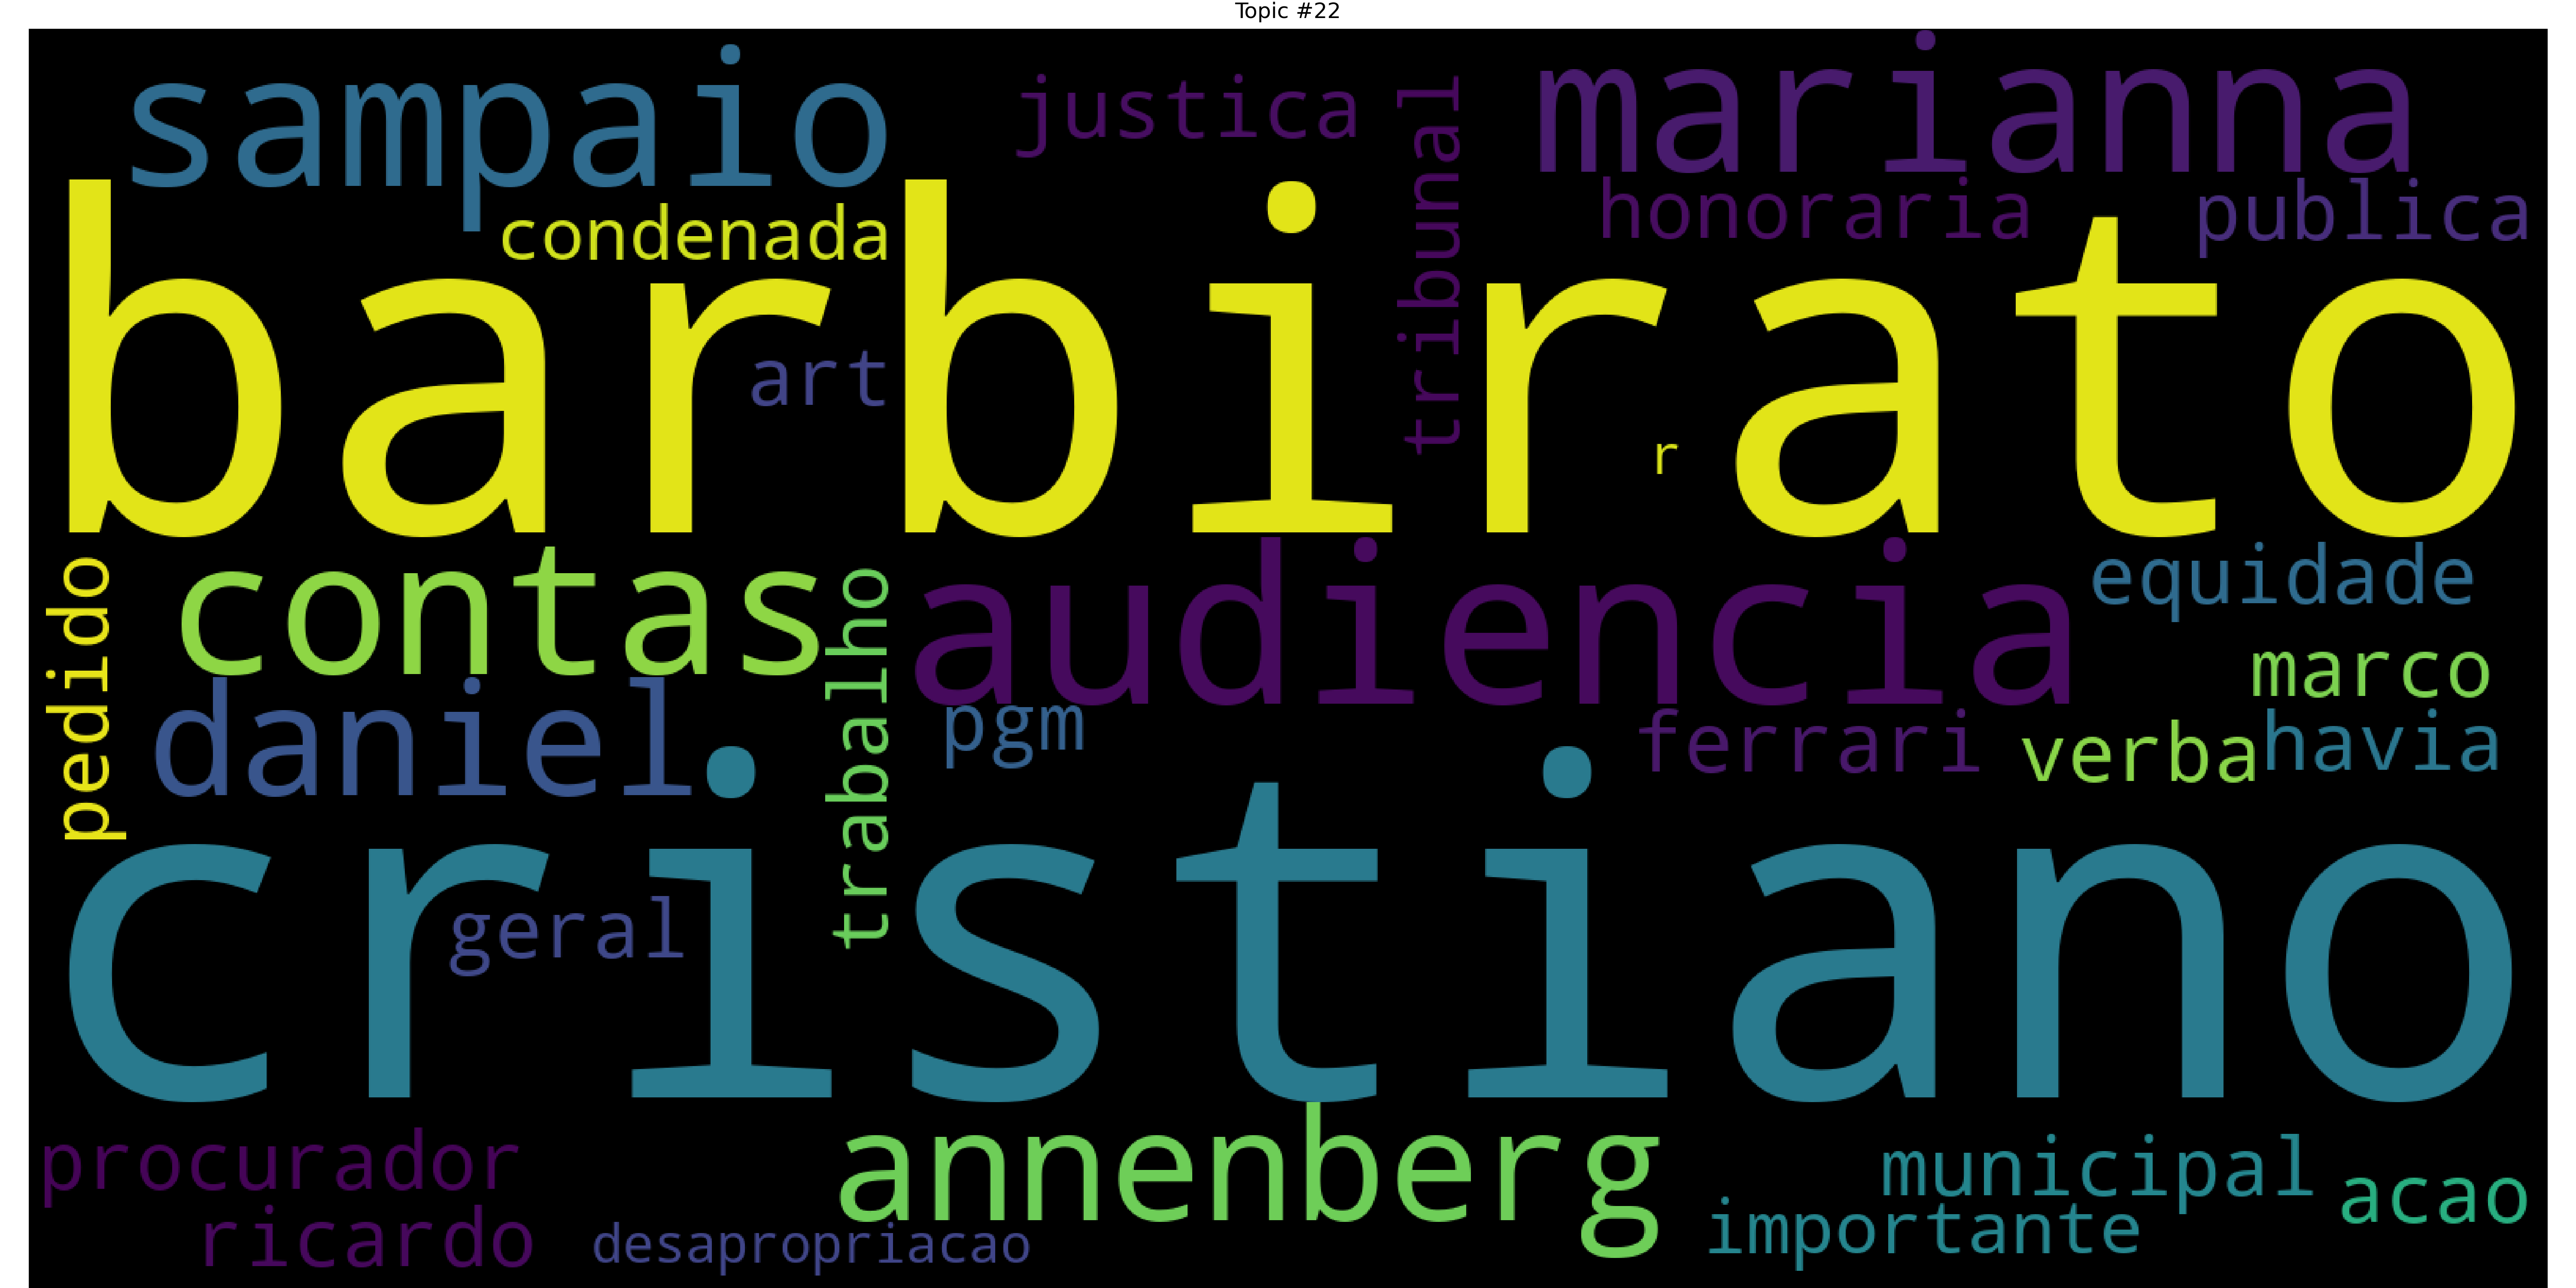 Topic #22
sampaio
justica
tribunal
marianna
condenada
honoraria
publica
barbirato
art
r
pedido
contas
trabalho
audiencia
equidade
marco
daniel
pgm
ferrari
verba
havia
cristiano
geral
procurador
annenberg
municipal
acao
ricardo
desapropriacao
importante